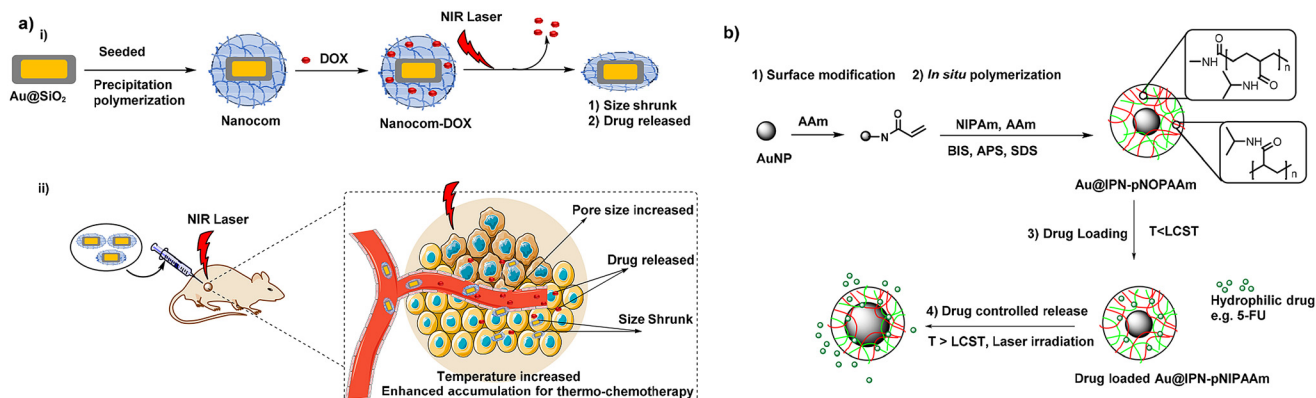 a)
i)
Au@SiO2
Seeded
Precipitation
polymerization
Nanocom
DOX
Nanocom-DOX
NIR Laser
1) Size shrunk
2) Drug released
ii)
NIR Laser
Pore size increased
Drug released
Size Shrunk
Temperature increased
Enhanced accumulation for thermo-chemotherapy
b)
1) Surface modification
2) In situ polymerization
AuNP
AAm
N
O
NIPAm, AAm
BIS, APS, SDS
Au@IPN-pNOPAAm
O
NH
n
NH
O
NH
O
n
3) Drug Loading
T<LCST
Hydrophilic drug
e.g. 5-FU
Drug loaded Au@IPN-pNIPAAm
4) Drug controlled release
T > LCST, Laser irradiation